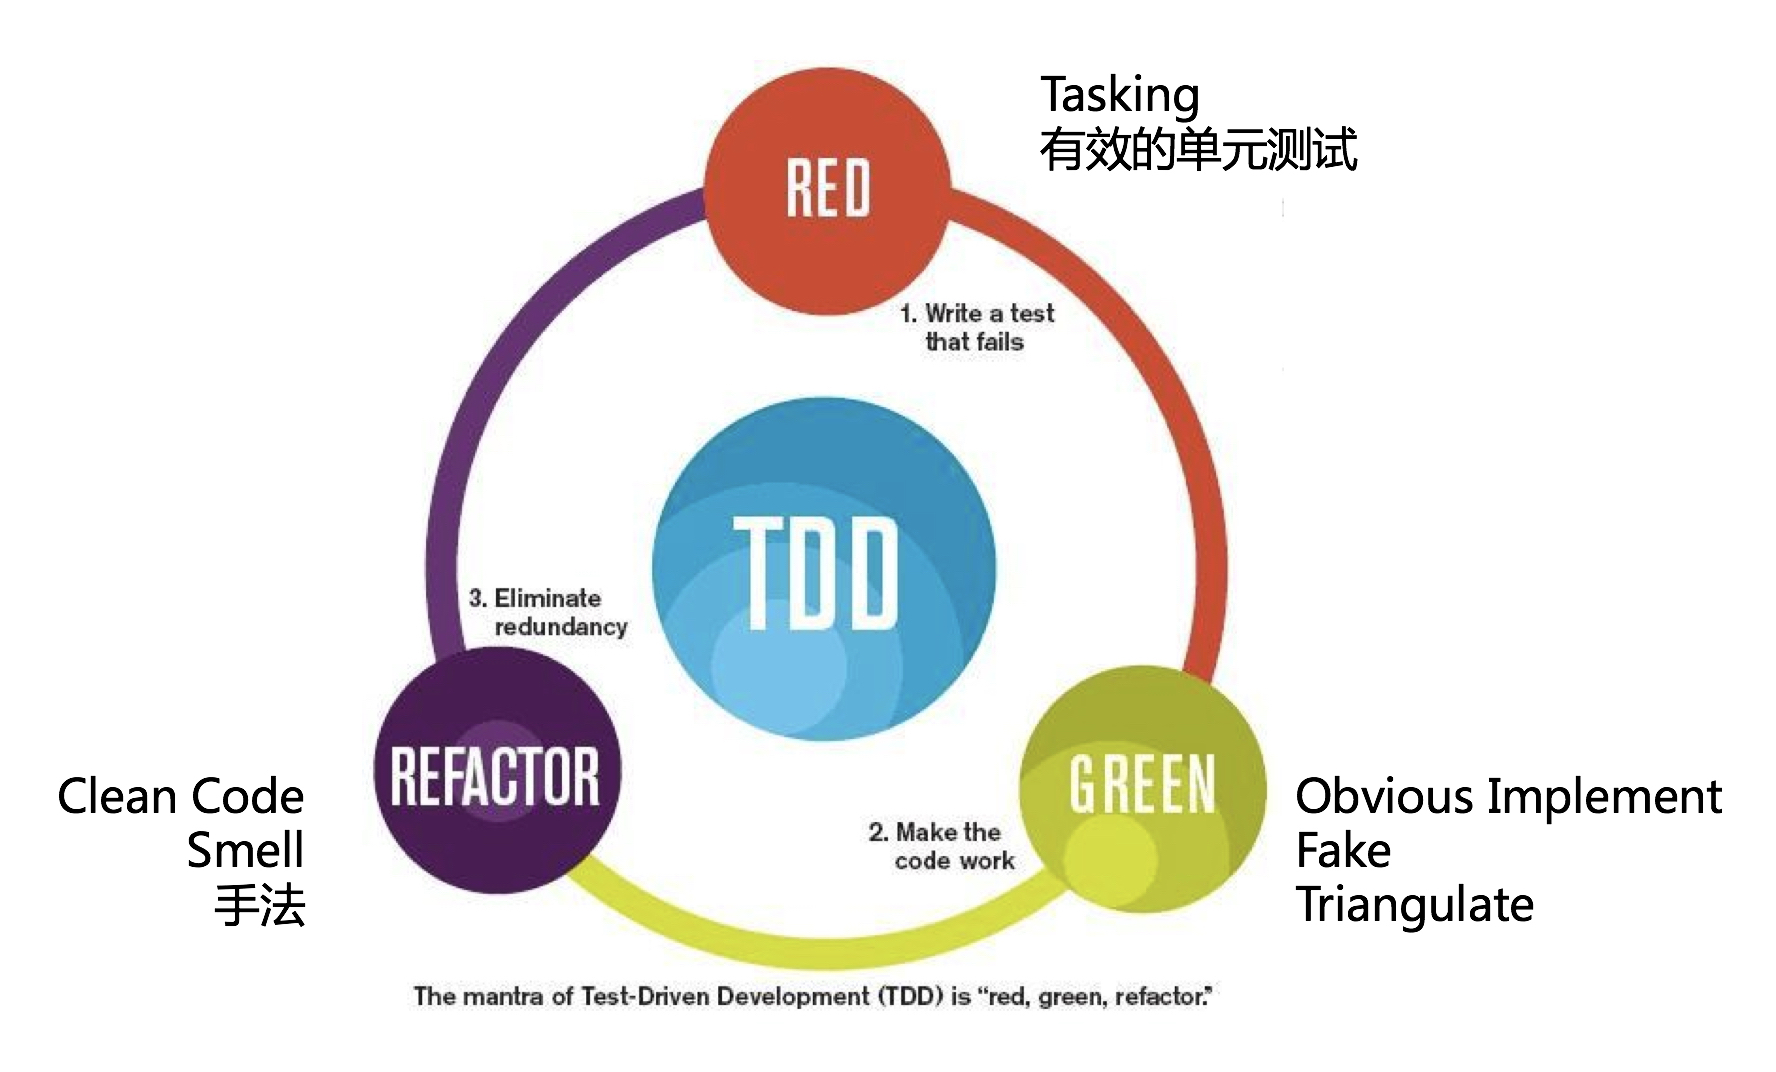 Tasking
有效的单元测试
RED
1. Write a test
that fails
TDD
3. Eliminate
redundancy
REFACTOR
Clean Code
Smell
手法
GREEN
2. Make the
code work
Obvious Implement
Fake
Triangulate
The mantra of Test-Driven Development (TDD) is “red, green, refactor.”